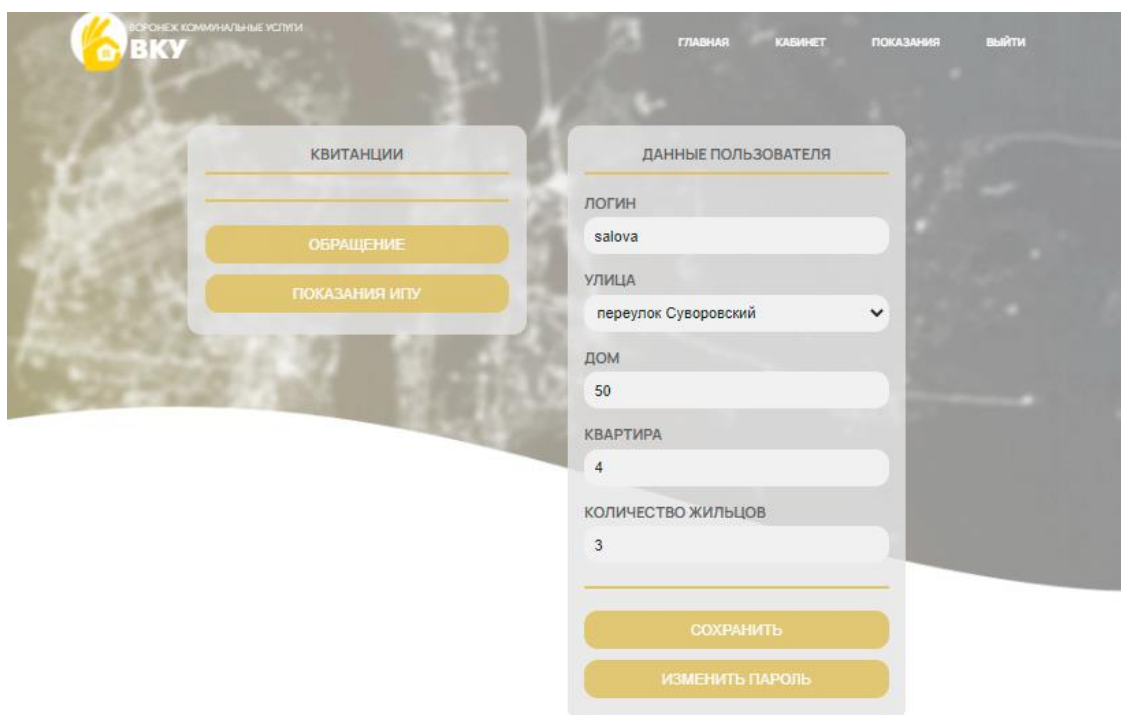 ВОРОНЕЖ КОММУНАЛЬНЫЕ УСЛУГИ
ВКУ
ГЛАВНАЯ КАБИНЕТ ПОКАЗАНИЯ ВЫЙТИ
КВИТАНЦИИ
ОБРАЩЕНИЕ
ПОКАЗАНИЯ ИПУ
ДАННЫЕ ПОЛЬЗОВАТЕЛЯ
ЛОГИН
salova
УЛИЦА
переулок Суворовский
ДОМ
50
КВАРТИРА
4
КОЛИЧЕСТВО ЖИЛЬЦОВ
3
СОХРАНИТЬ
ИЗМЕНИТЬ ПАРОЛЬ